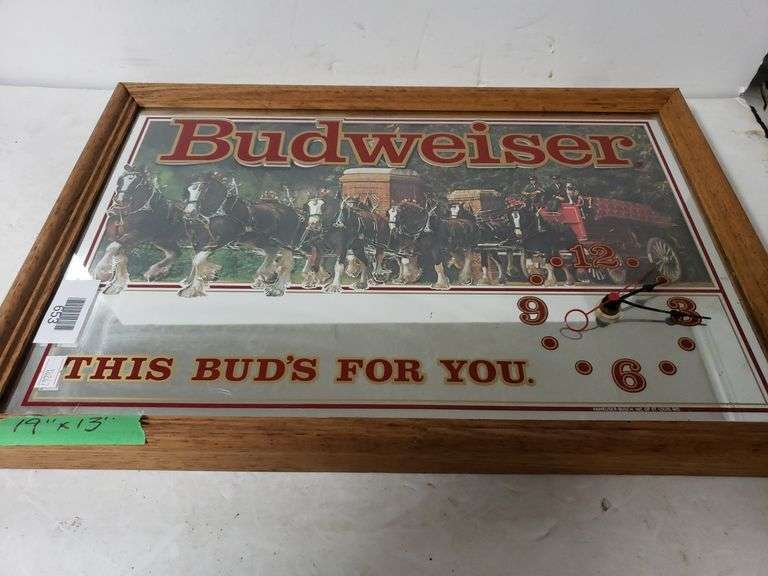 Budweiser
12
9
3
653
THIS BUD'S FOR YOU.
6
19" x 13"